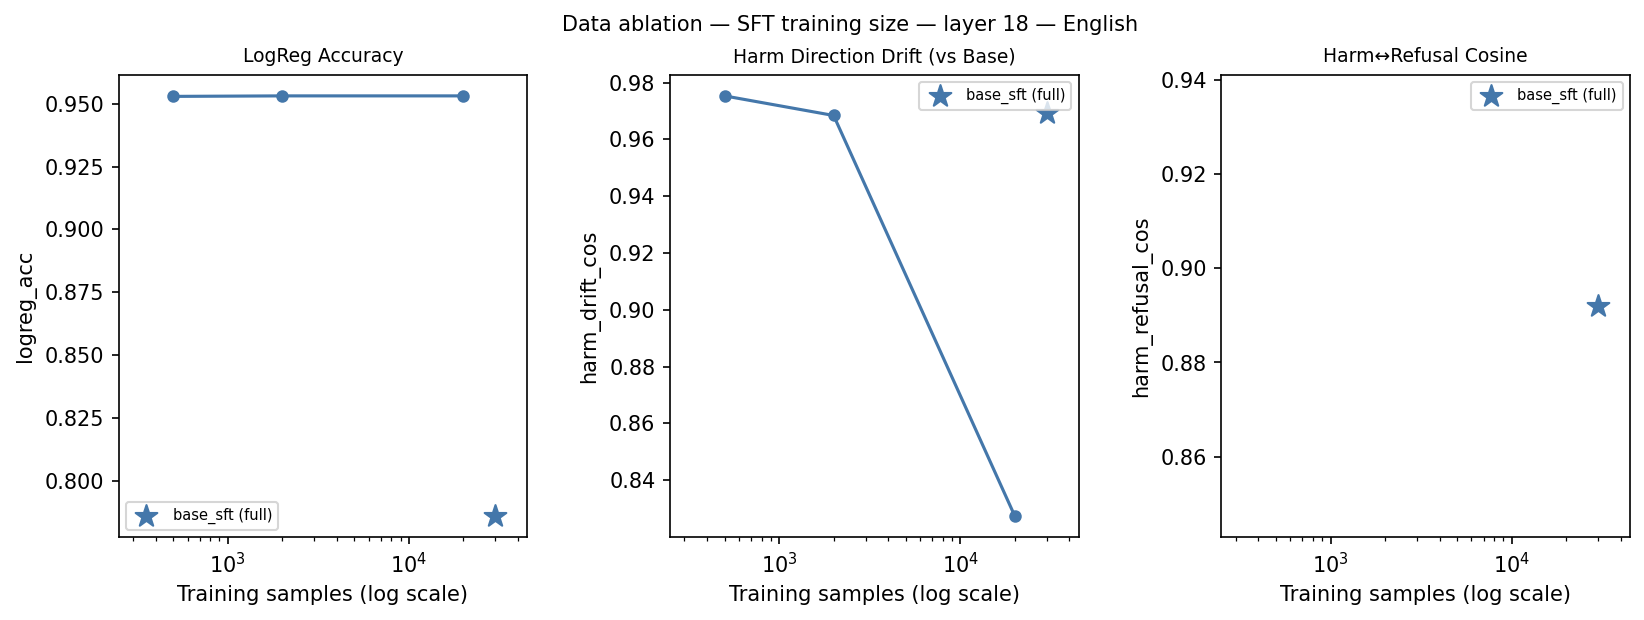 Data ablation — SFT training size — layer 18 — English
LogReg Accuracy
logreg_acc
0.950
0.925
0.900
0.875
0.850
0.825
0.800
base_sft (full)
10³
10⁴
Training samples (log scale)
Harm Direction Drift (vs Base)
harm_drift_cos
0.98
0.96
0.94
0.92
0.90
0.88
0.86
0.84
base_sft (full)
10³
10⁴
Training samples (log scale)
Harm↔Refusal Cosine
harm_refusal_cos
0.94
0.92
0.90
0.88
0.86
base_sft (full)
10³
10⁴
Training samples (log scale)